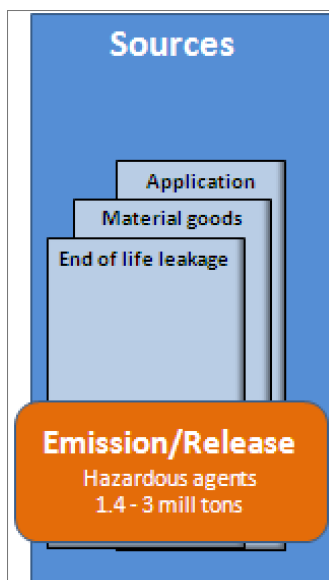 Sources
Application
Material goods
End of life leakage
Emission/Release
Hazardous agents
1.4 - 3 mill tons